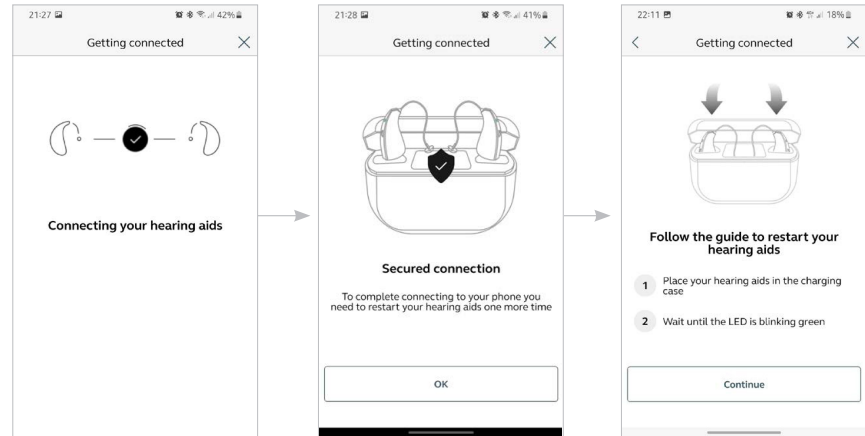 21:27 42%
Getting connected
Connecting your hearing aids
21:28 41%
Getting connected
Secured connection
To complete connecting to your phone you
need to restart your hearing aids one more time
OK
22:11 18%
Getting connected
Follow the guide to restart your
hearing aids
1 Place your hearing aids in the charging
case
2 Wait until the LED is blinking green
Continue